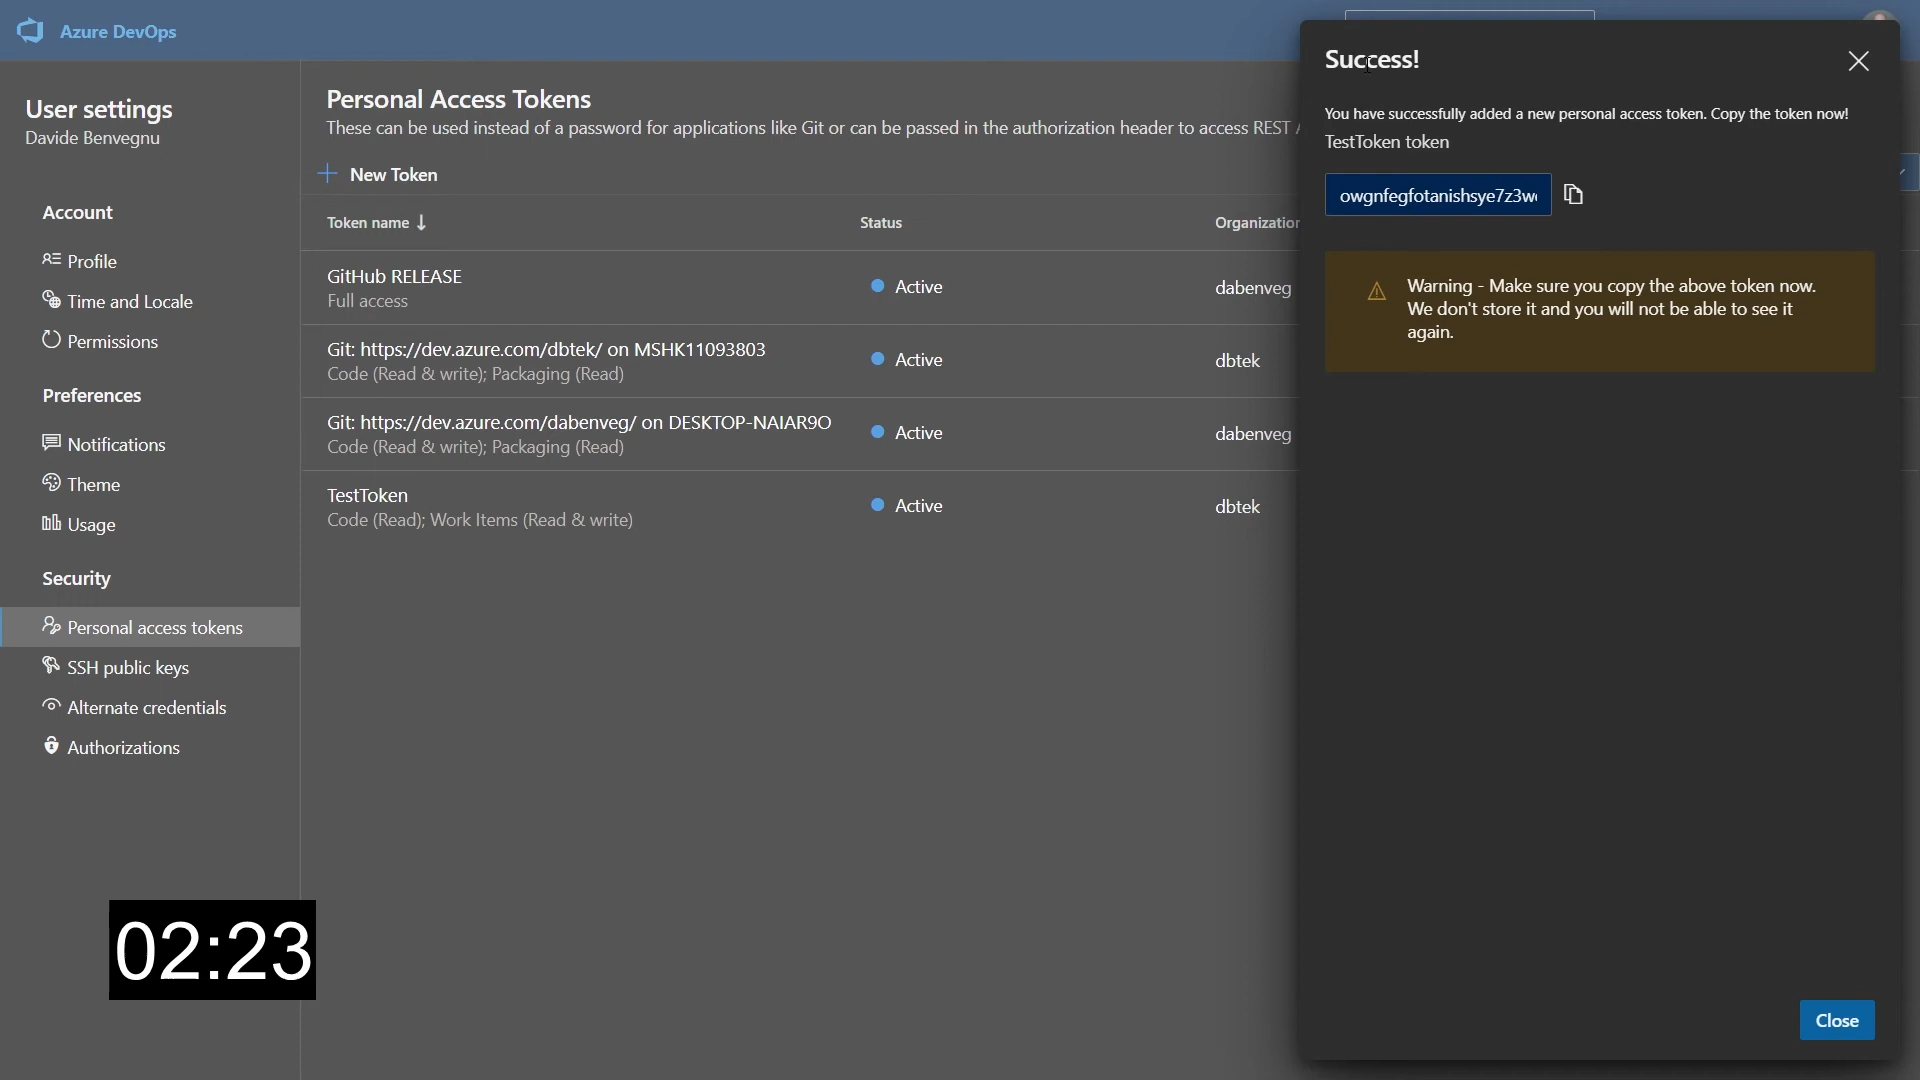 Azure DevOps
User settings
Davide Benvegnu
Account
Profile
Time and Locale
Permissions
Preferences
Notifications
Theme
Usage
Security
Personal access tokens
SSH public keys
Alternate credentials
Authorizations
02:23
Personal Access Tokens
These can be used instead of a password for applications like Git or can be passed in the authorization header to access REST
New Token
Token name Status Organization
GitHub RELEASE
Full access
Active dabenveg
Git: https://dev.azure.com/dbtek/ on MSHK11093803
Code (Read & write); Packaging (Read)
Active dbtek
Git: https://dev.azure.com/dabenveg/ on DESKTOP-NAIAR9O
Code (Read & write); Packaging (Read)
Active dabenveg
TestToken
Code (Read); Work Items (Read & write)
Active dbtek
Success!
You have successfully added a new personal access token. Copy the token now!
TestToken token
owgnfegfotanishsye7z3w
Warning - Make sure you copy the above token now.
We don't store it and you will not be able to see it
again.
Close